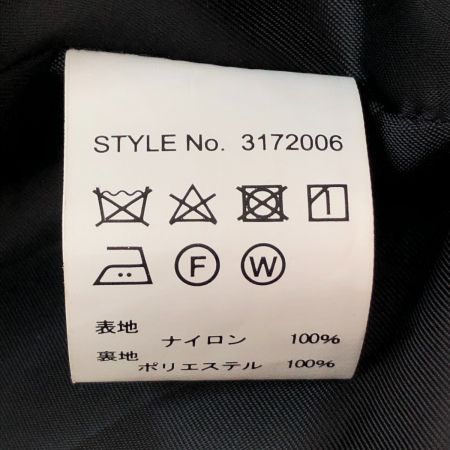 STYLE No. 3172006
F W
表地 ナイロン 100%
裏地 ポリエステル 100%